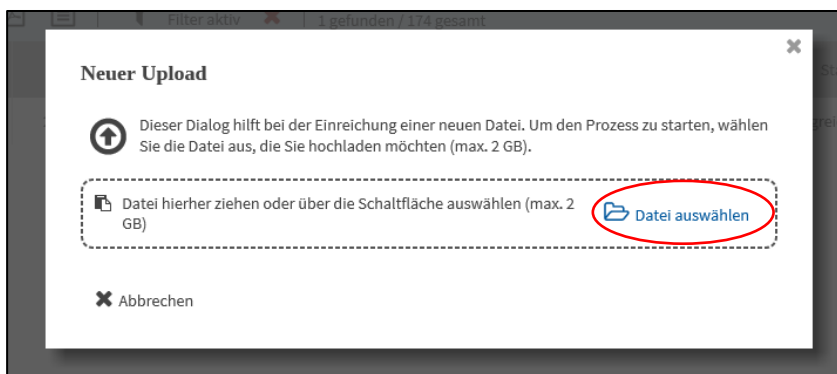 Filter aktiv 1 gefunden / 174 gesamt
Neuer Upload
Dieser Dialog hilft bei der Einreichung einer neuen Datei. Um den Prozess zu starten, wählen
Sie die Datei aus, die Sie hochladen möchten (max. 2 GB).
Datei hierher ziehen oder über die Schaltfläche auswählen (max. 2
GB)
Datei auswählen
Abbrechen